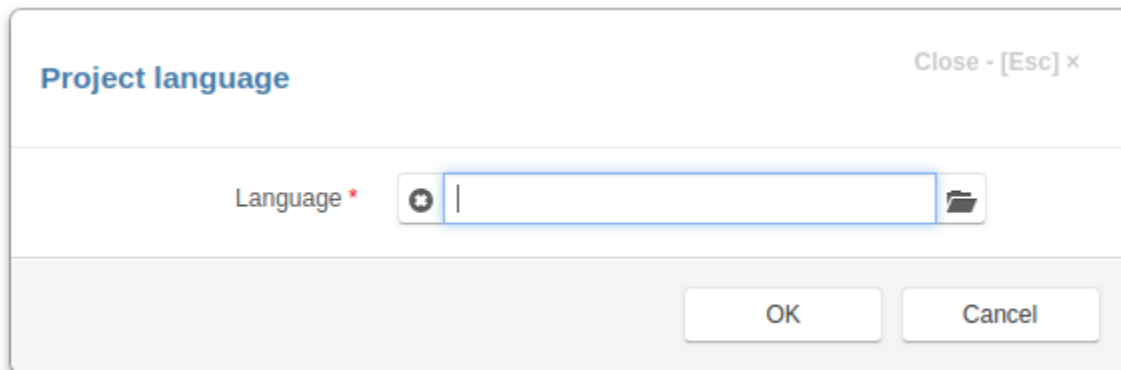 Close - [Esc] ×
Project language
Language *
OK
Cancel